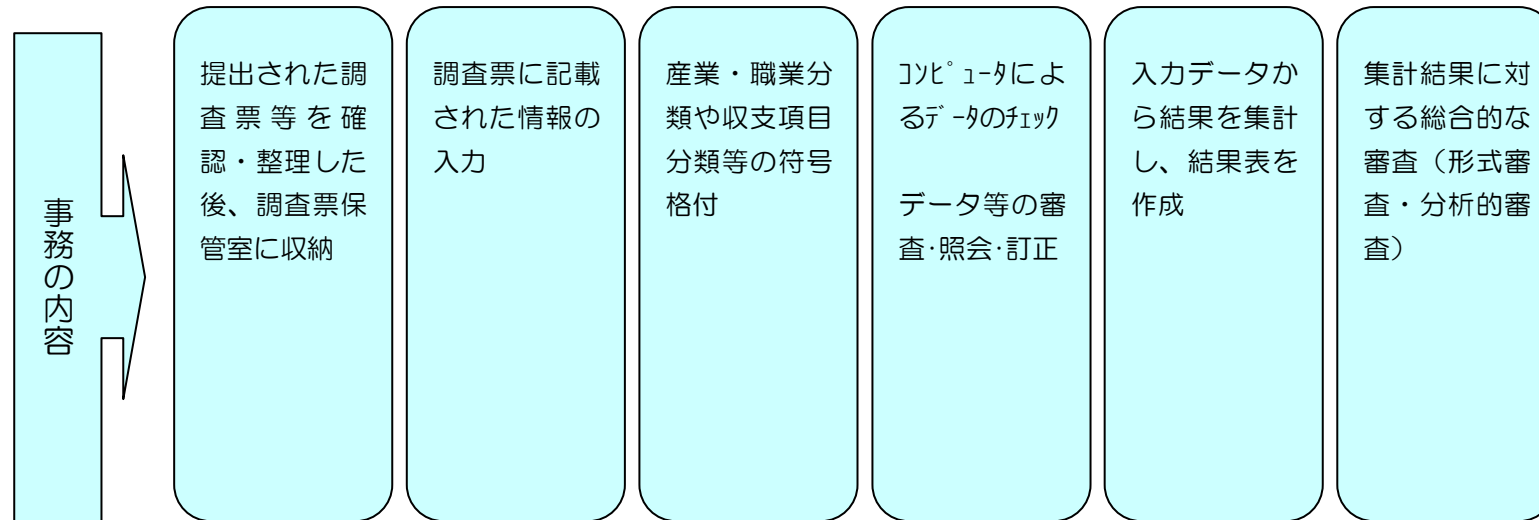 事務の内容
提出された調
査票等を確
認・整理した
後、調査票保
管室に収納
調査票に記載
された情報の
入力
産業・職業分
類や収支項目
分類等の符号
格付
ｺﾝﾋﾟｭｰﾀによ
るﾃﾞｰﾀのﾁｪｯｸ
データ等の審
査･照会･訂正
入力データか
ら結果を集計
し、結果表を
作成
集計結果に対
する総合的な
審査（形式審
査・分析的審
査）